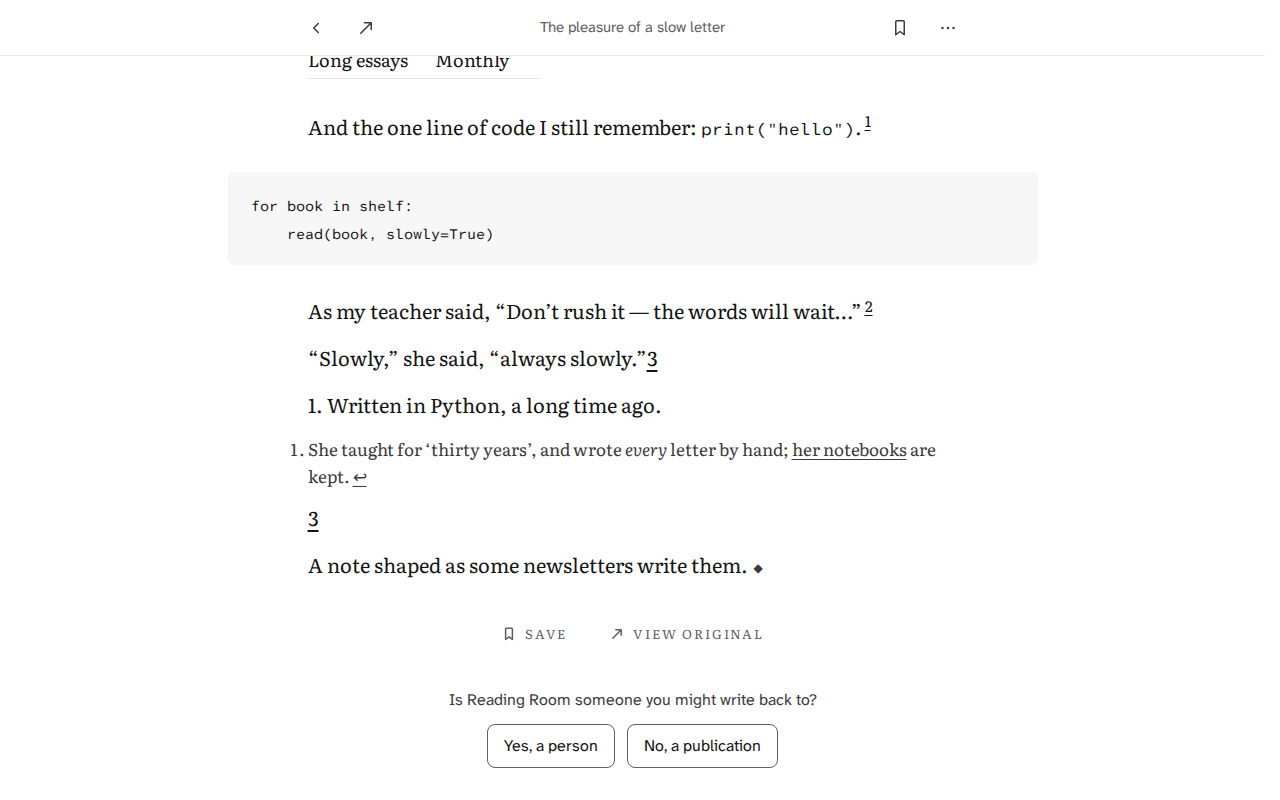 The pleasure of a slow letter
Long essays Monthly
And the one line of code I still remember: print("hello").1
for book in shelf:
    read(book, slowly=True)
As my teacher said, “Don’t rush it — the words will wait…” 2
“Slowly,” she said, “always slowly.”3
1. Written in Python, a long time ago.
1. She taught for ‘thirty years’, and wrote every letter by hand; her notebooks are
kept. ↩
3
A note shaped as some newsletters write them. ◆
SAVE VIEW ORIGINAL
Is Reading Room someone you might write back to?
Yes, a person No, a publication